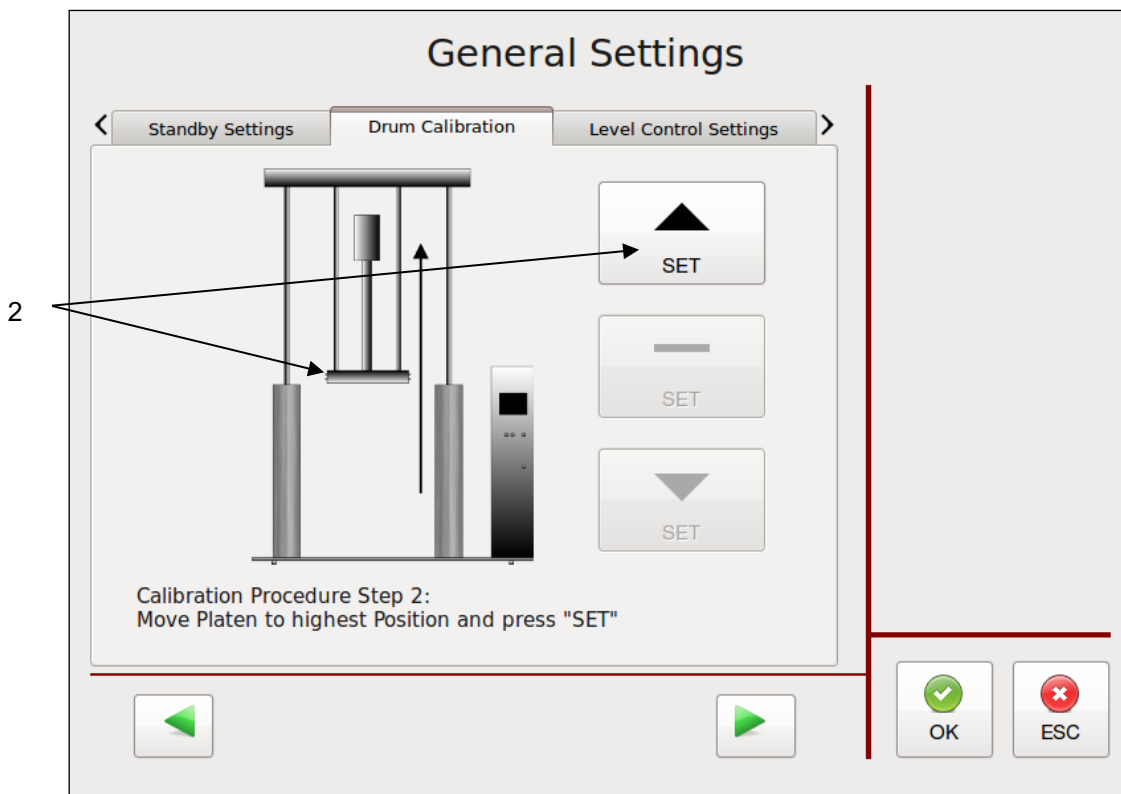 General Settings
Standby Settings
Drum Calibration
Level Control Settings
SET
2
SET
SET
Calibration Procedure Step 2:
Move Platen to highest Position and press "SET"
OK
ESC